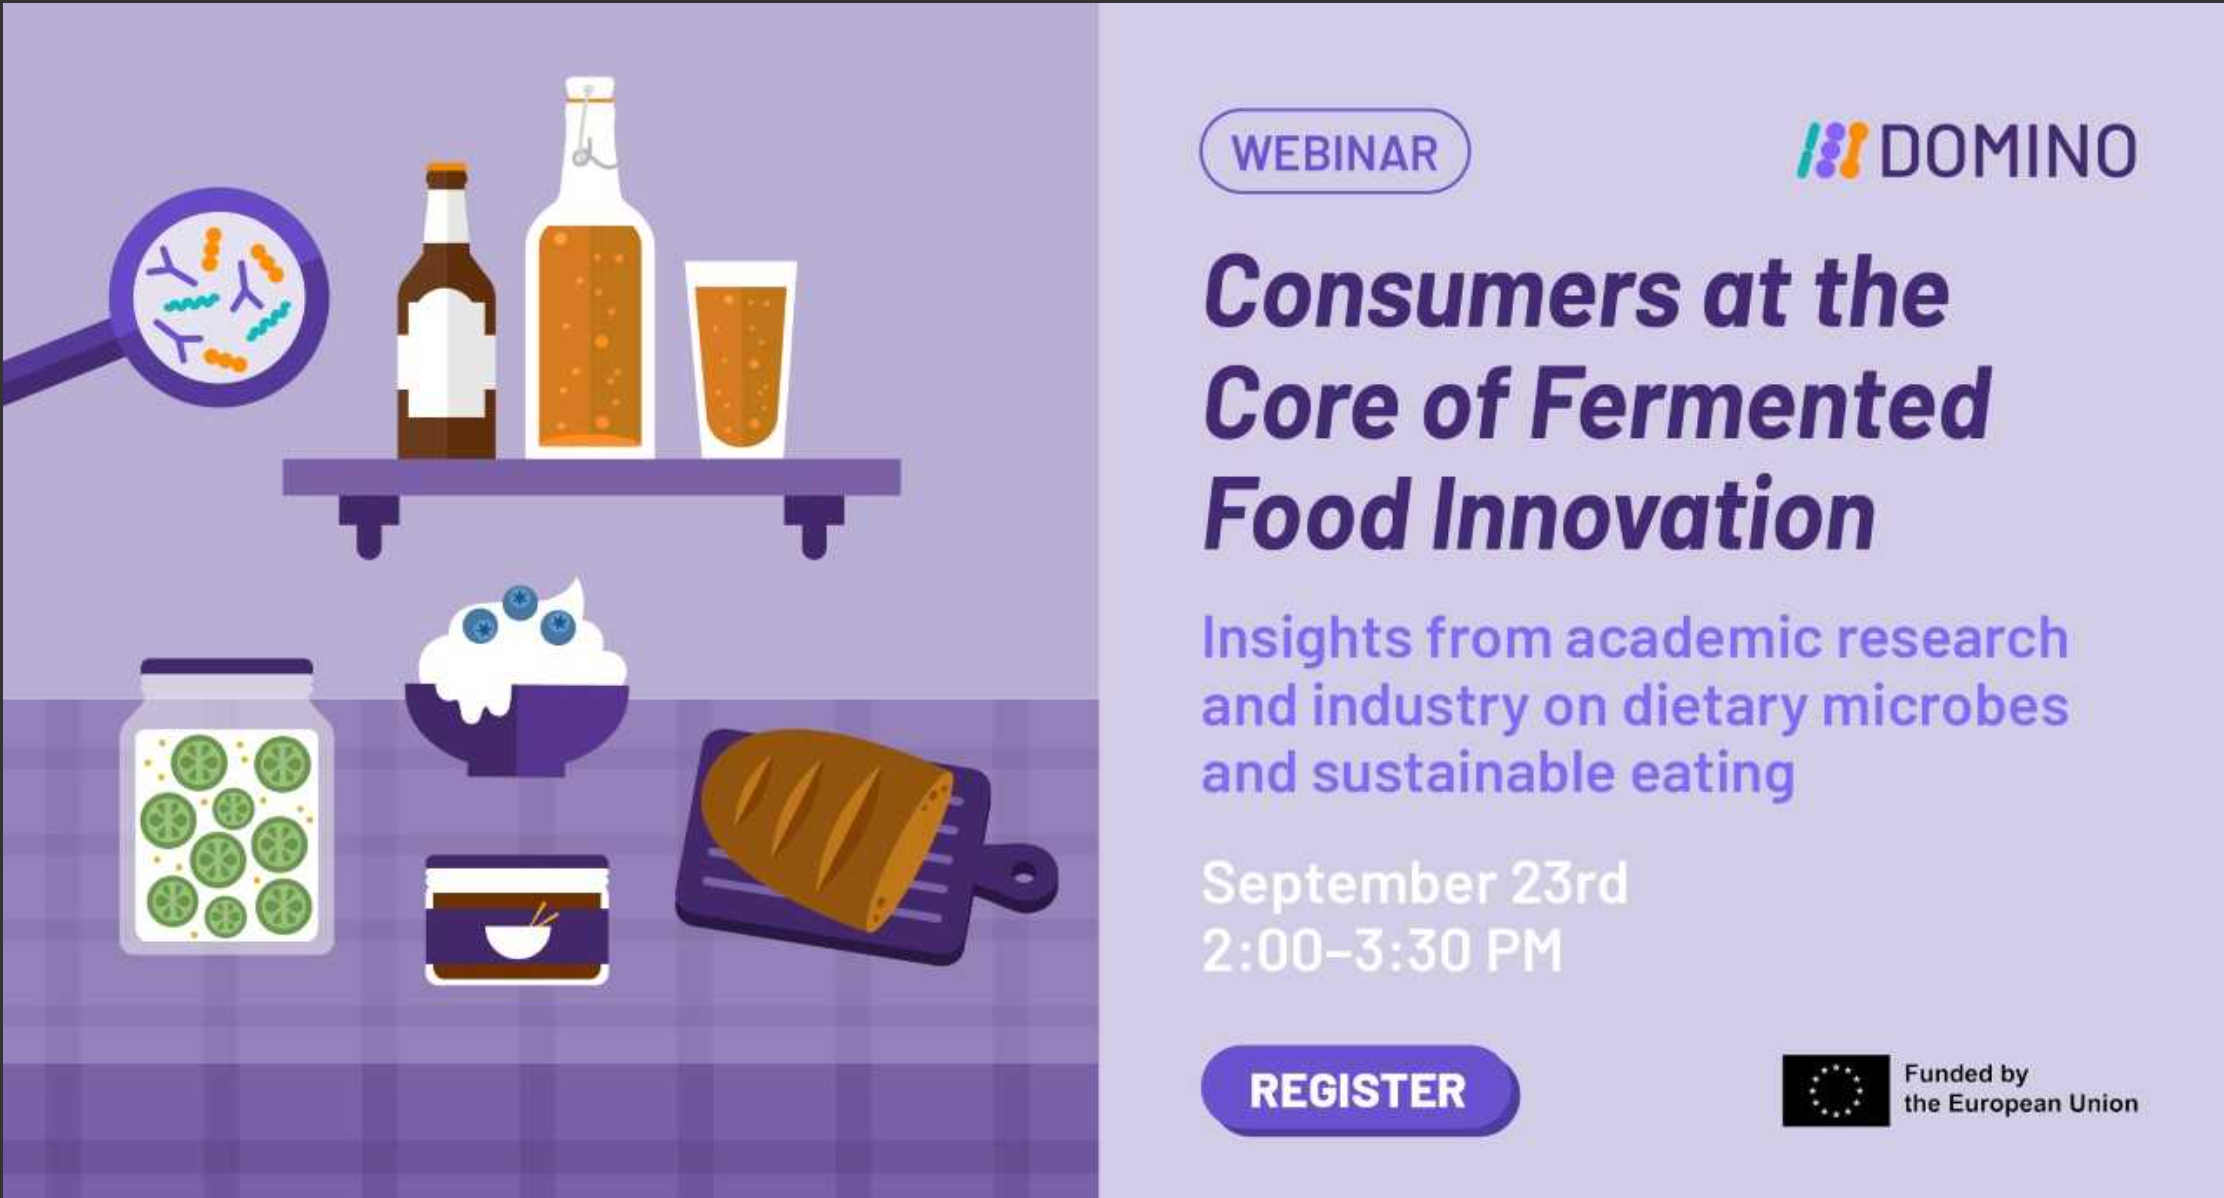 WEBINAR
DOMINO
Consumers at the
Core of Fermented
Food Innovation
Insights from academic research
and industry on dietary microbes
and sustainable eating
September 23rd
2:00–3:30 PM
REGISTER
Funded by
the European Union